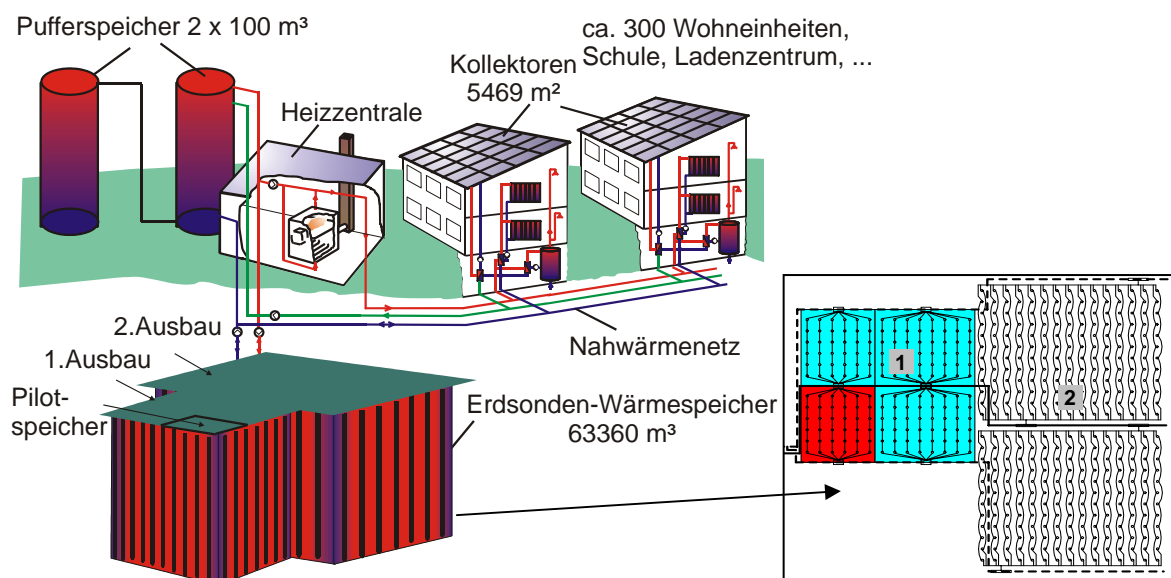 Pufferspeicher 2 x 100 m³
ca. 300 Wohneinheiten,
Schule, Ladenzentrum, ...
Kollektoren
5469 m²
Heizzentrale
2.Ausbau
1.Ausbau
Pilot-
speicher
Nahwärmenetz
Erdsonden-Wärmespeicher
63360 m³
1
2